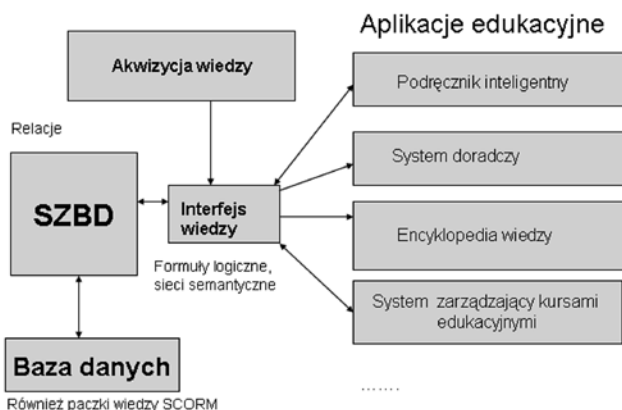 Aplikacje edukacyjne
Akwizycja wiedzy
Podręcznik inteligentny
Relacje
System doradczy
SZBD
Interfejs
wiedzy
Encyklopedia wiedzy
Formuły logiczne,
sieci semantyczne
System zarządzający kursami
edukacyjnymi
Baza danych
.......
Również paczki wiedzy SCORM